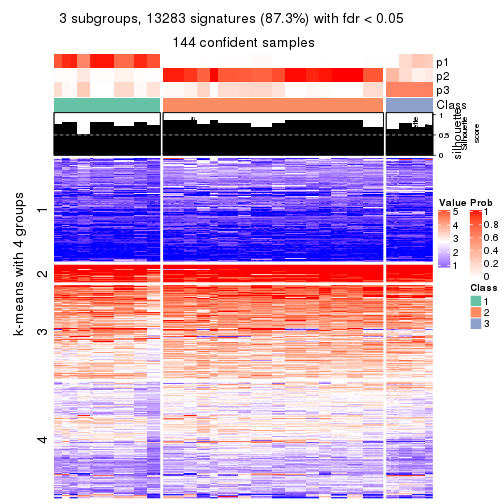 3 subgroups, 13283 signatures (87.3%) with fdr < 0.05
144 confident samples
p1
p2
p3
Class
1
0.5
0
silhouette
Silhouette
score
k-means with 4 groups
1
2
3
4
Value
5
4
3
2
1
Prob
1
0.8
0.6
0.4
0.2
0
Class
1
2
3